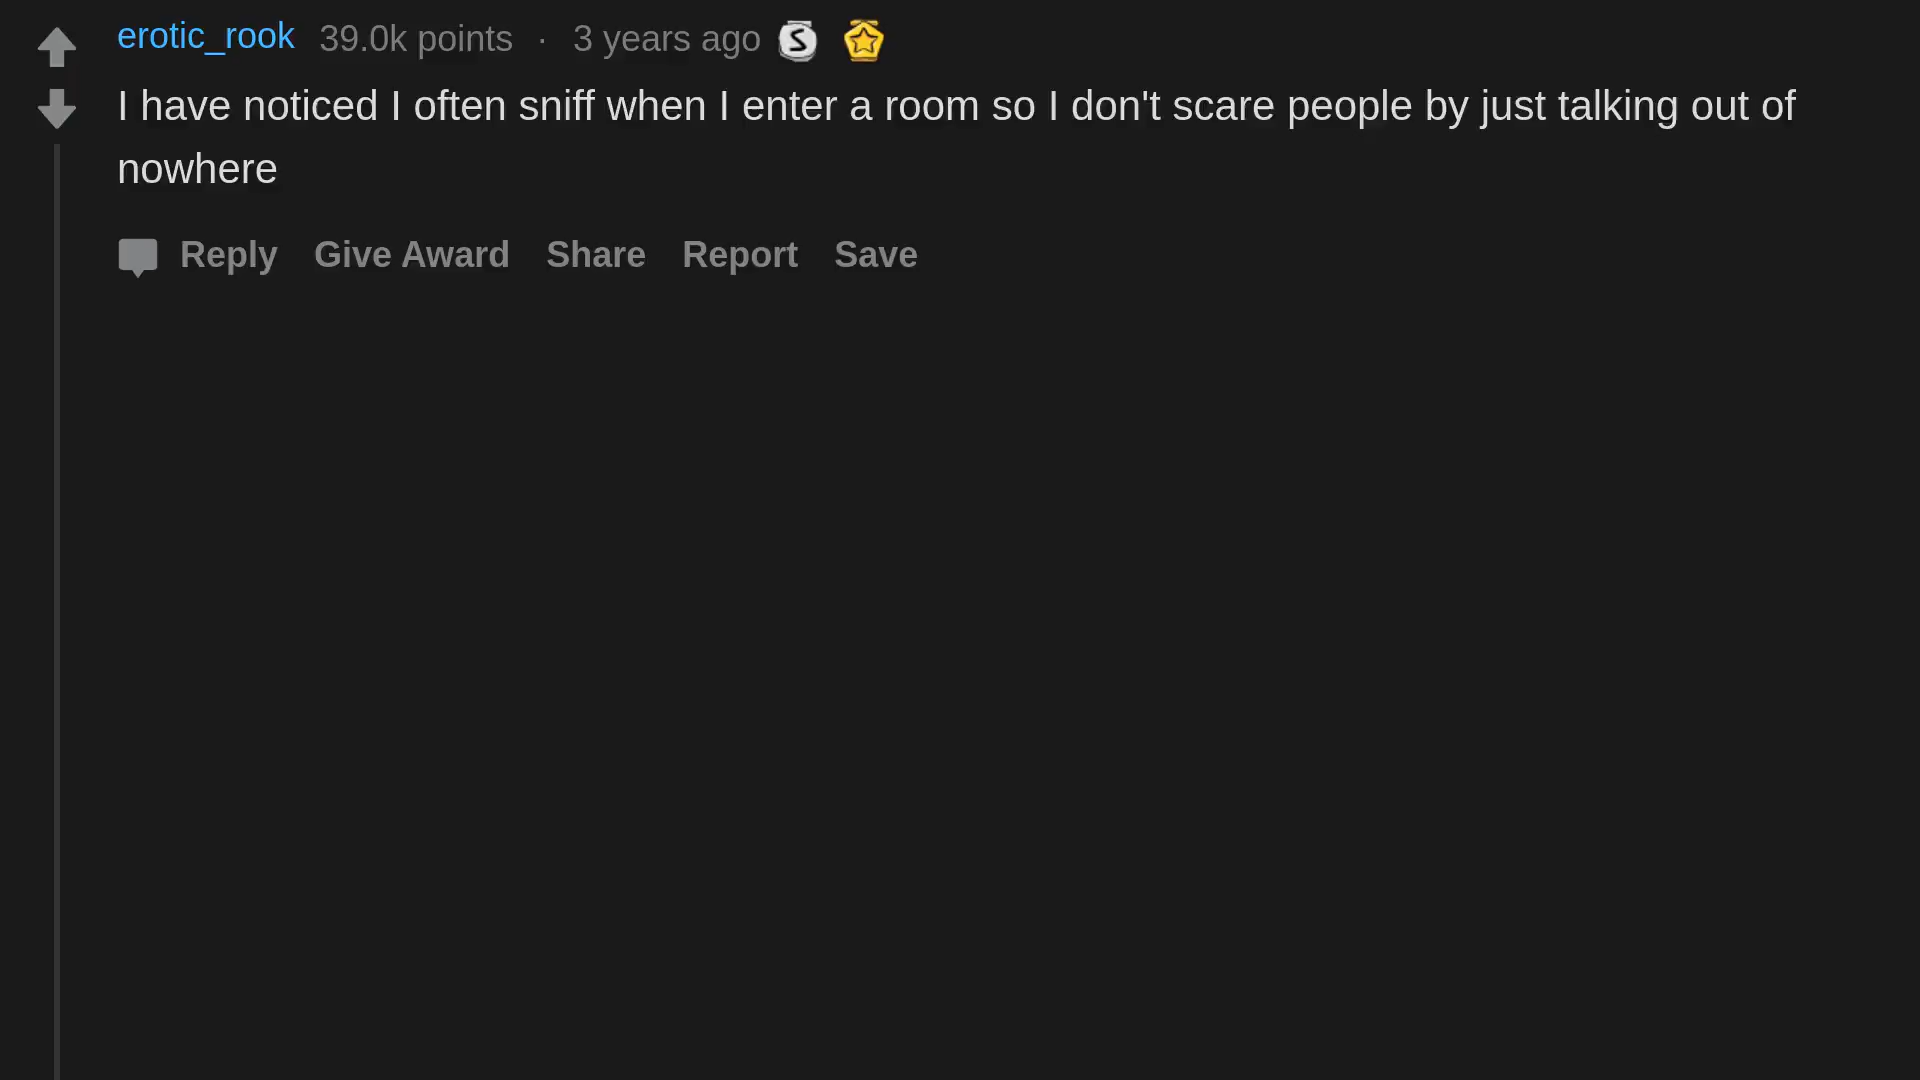 erotic_rook 39.0k points · 3 years ago
I have noticed I often sniff when I enter a room so I don't scare people by just talking out of
nowhere
Reply Give Award Share Report Save